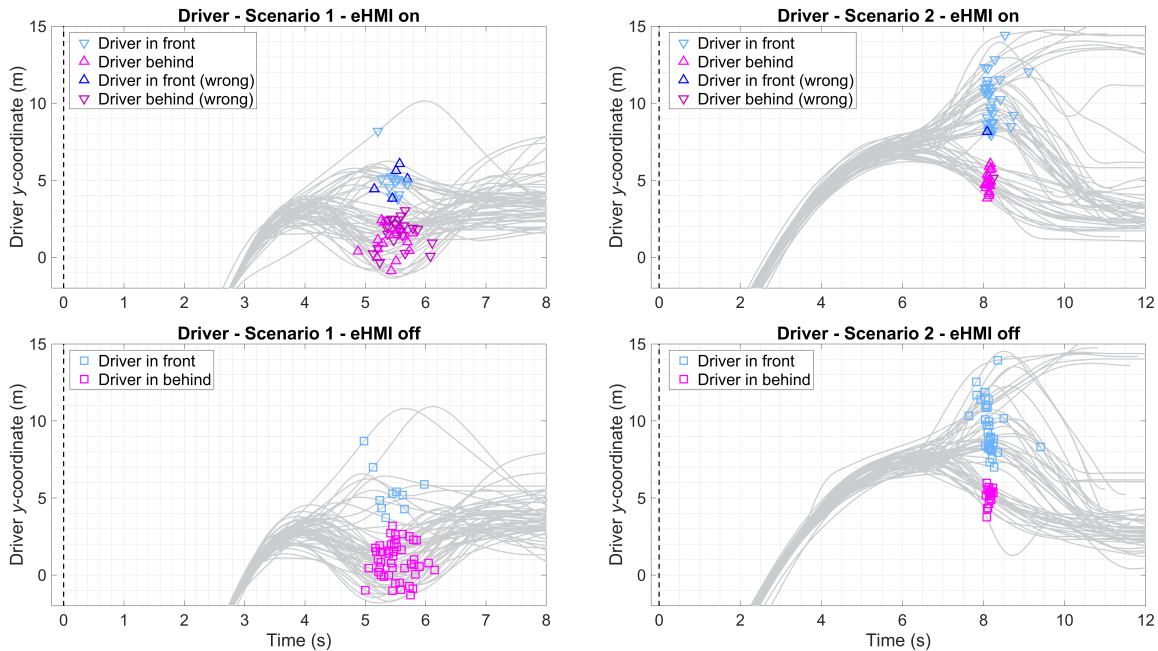 Driver - Scenario 1 - eHMI on
Driver y-coordinate (m)
15
10
5
0
Driver in front
Driver behind
Driver in front (wrong)
Driver behind (wrong)
0 1 2 3 4 5 6 7 8
Driver - Scenario 2 - eHMI on
Driver y-coordinate (m)
15
10
5
0
Driver in front
Driver behind
Driver in front (wrong)
Driver behind (wrong)
0 2 4 6 8 10 12
Driver - Scenario 1 - eHMI off
Driver y-coordinate (m)
15
10
5
0
Driver in front
Driver in behind
0 1 2 3 4 5 6 7 8
Time (s)
Driver - Scenario 2 - eHMI off
Driver y-coordinate (m)
15
10
5
0
Driver in front
Driver in behind
0 2 4 6 8 10 12
Time (s)